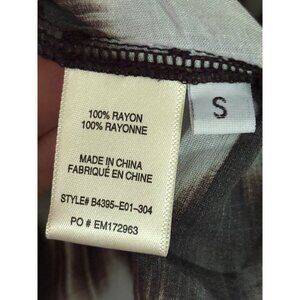 100% RAYON
100% RAYONNE
MADE IN CHINA
FABRIQUÉ EN CHINE
STYLE# B4395-E01-304
PO # EM172963
S